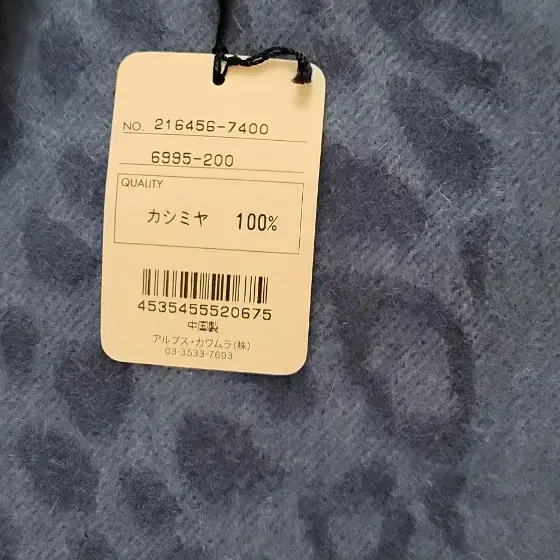 NO. 216456-7400
6995-200
QUALITY
カシミヤ 100%
4535455520675
中国製
アルプス・カワムラ(株)
03-3533-7693